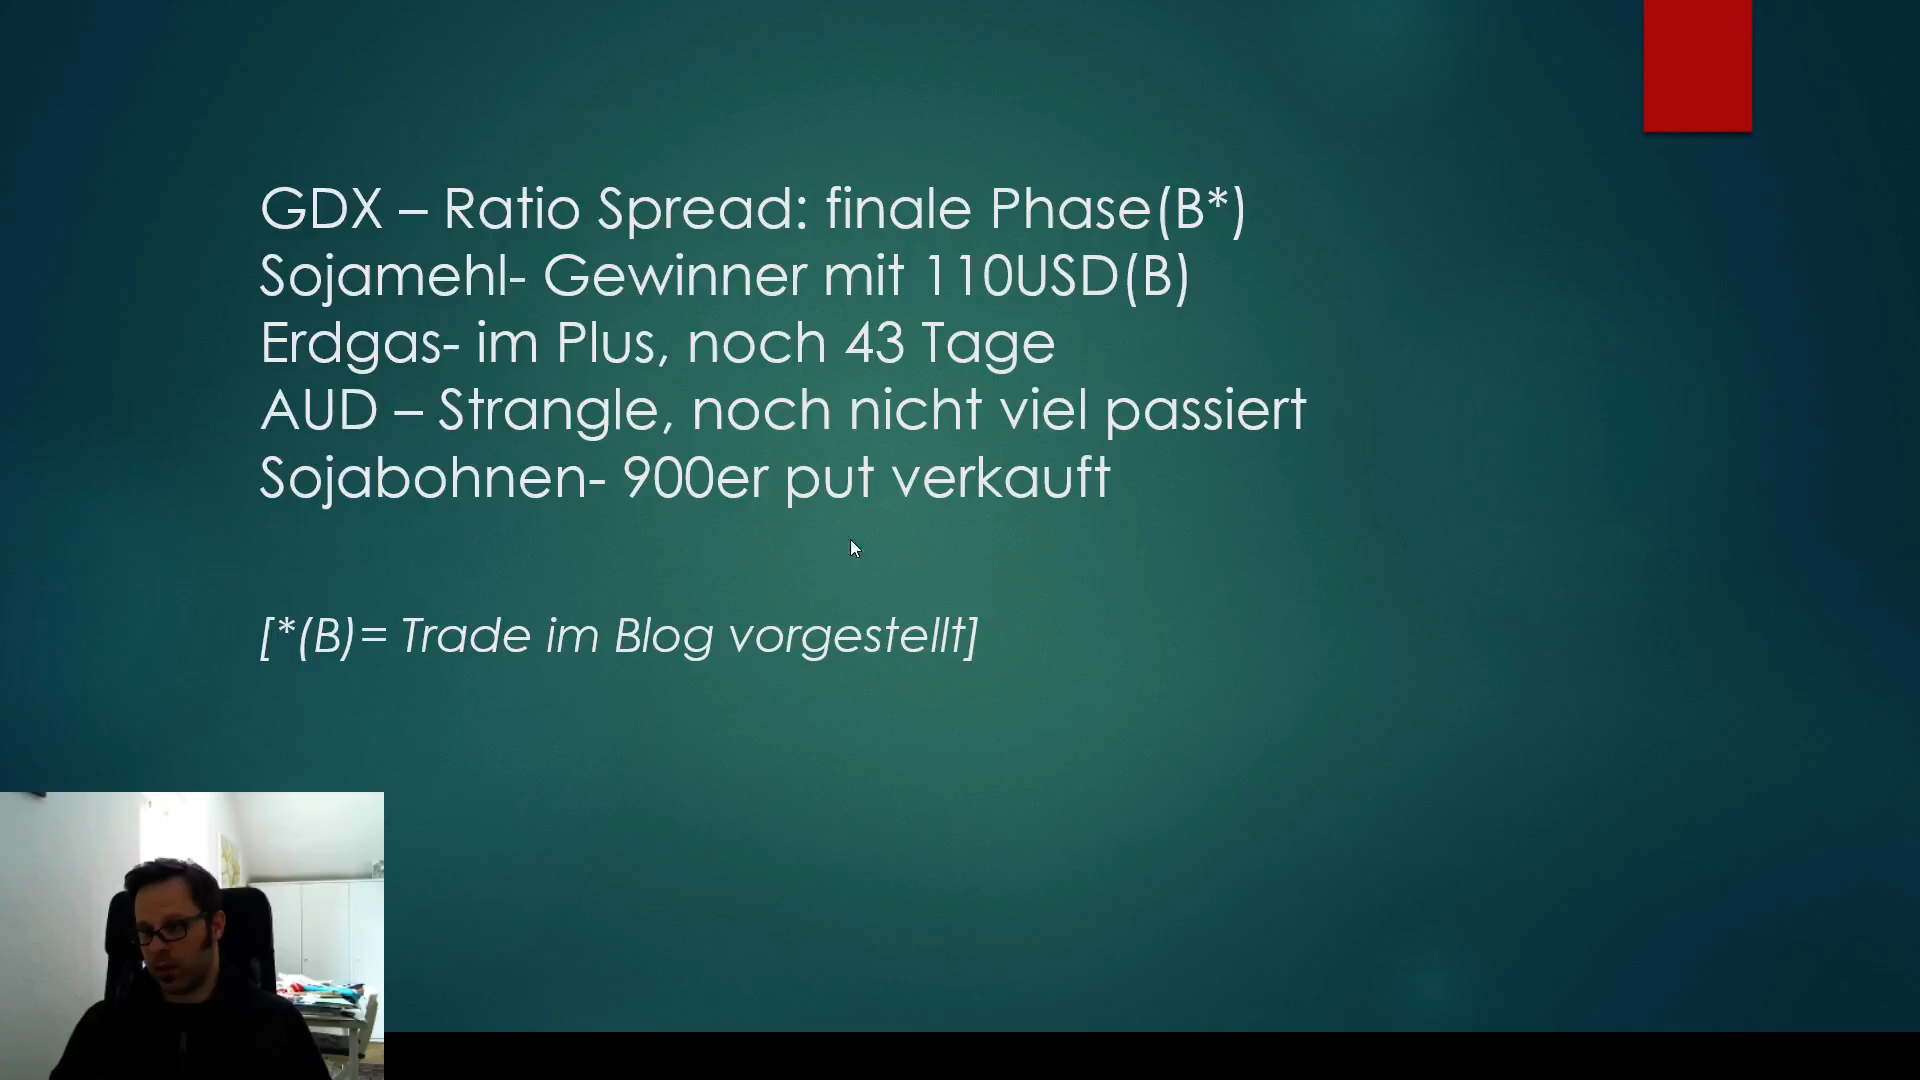 GDX – Ratio Spread: finale Phase(B*)
Sojamehl- Gewinner mit 110USD(B)
Erdgas- im Plus, noch 43 Tage
AUD – Strangle, noch nicht viel passiert
Sojabohnen- 900er put verkauft
[*(B)= Trade im Blog vorgestellt]